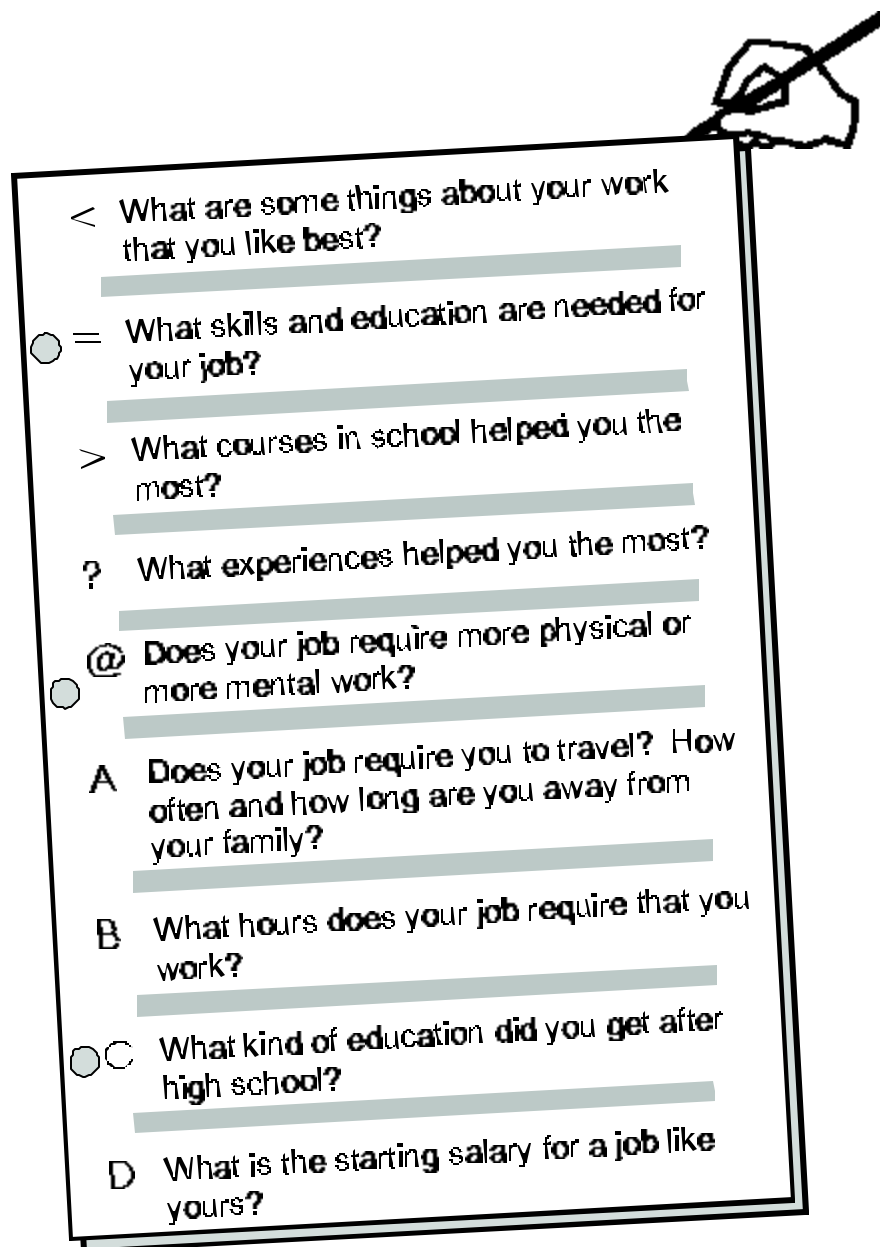 < What are some things about your work
that you like best?
= What skills and education are needed for
your job?
> What courses in school helped you the
most?
? What experiences helped you the most?
@ Does your job require more physical or
more mental work?
A Does your job require you to travel?  How
often and how long are you away from
your family?
B What hours does your job require that you
work?
C What kind of education did you get after
high school?
D What is the starting salary for a job like
yours?